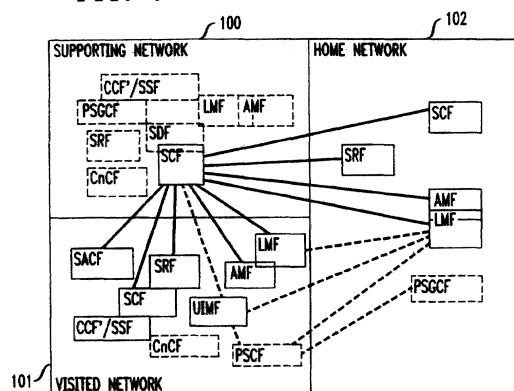 100
102
SUPPORTING NETWORK
HOME NETWORK
CCF'/SSF
PSGCF
LMF
AMF
SCF
SRF
SDF
SCF
SRF
CnCF
AMF
LMF
SACF
SRF
AMF
LMF
SCF
UIMF
PSGCF
CCF'/SSF
CnCF
PSCF
101
VISITED NETWORK